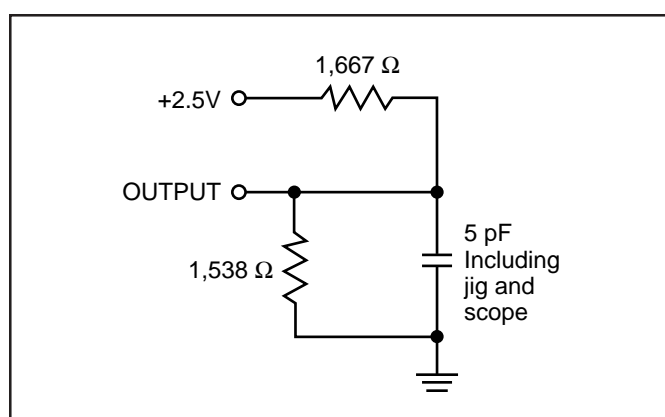 1,667 Ω
+2.5V
OUTPUT
1,538 Ω
5 pF
Including
jig and
scope